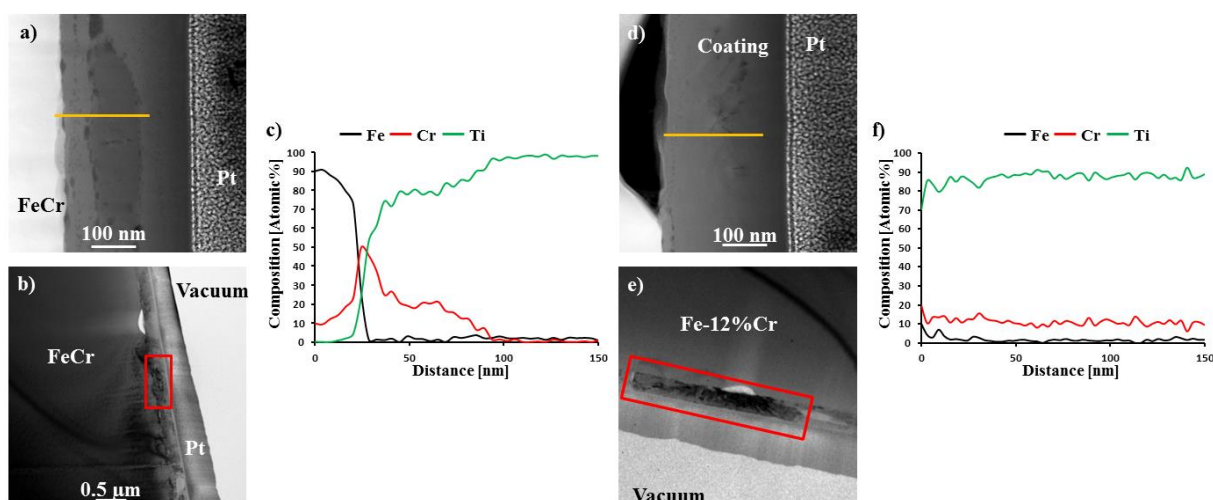 a)
FeCr
Pt
100 nm
b)
Vacuum
FeCr
Pt
0.5 µm
c)
Fe Cr Ti
Composition [Atomic%]
100
90
80
70
60
50
40
30
20
10
0
0 50 100 150
Distance [nm]
d)
Coating Pt
100 nm
e)
Fe-12%Cr
Vacuum
f)
Fe Cr Ti
Composition [Atomic%]
100
90
80
70
60
50
40
30
20
10
0
0 50 100 150
Distance [nm]